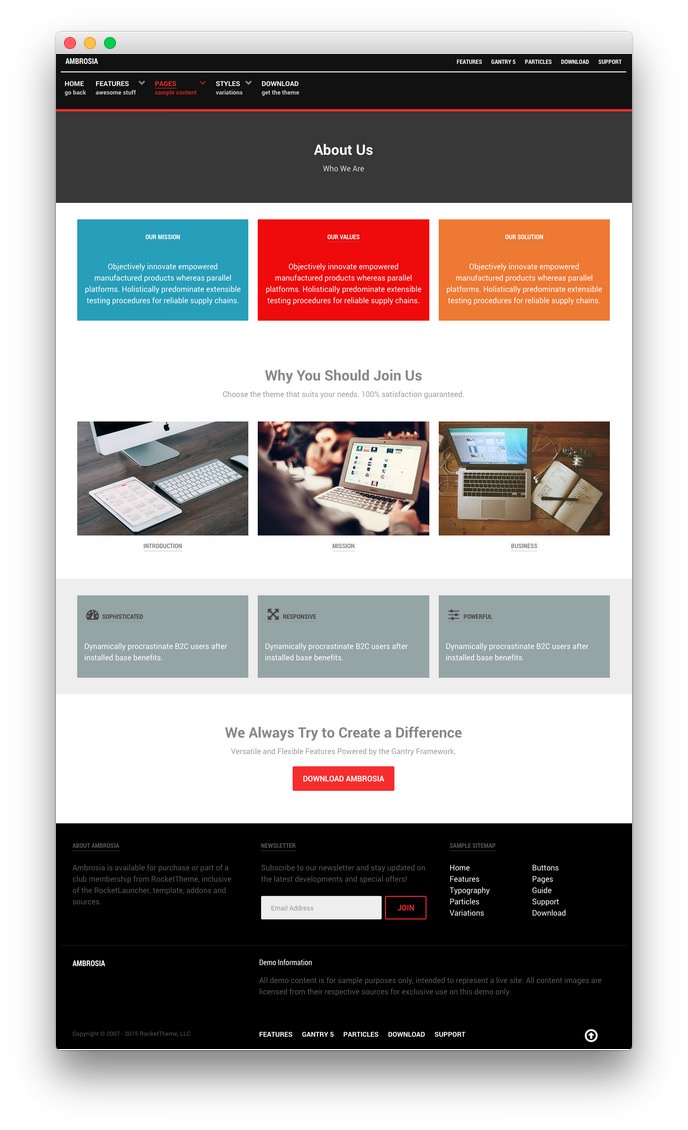 AMBROSIA
FEATURES GANTRY 5 PARTICLES DOWNLOAD SUPPORT
HOME FEATURES PAGES STYLES DOWNLOAD
go back awesome stuff sample content variations get the theme
About Us
Who We Are
OUR MISSION
Objectively innovate empowered
manufactured products whereas parallel
platforms. Holistically predominate extensible
testing procedures for reliable supply chains.
OUR VALUES
Objectively innovate empowered
manufactured products whereas parallel
platforms. Holistically predominate extensible
testing procedures for reliable supply chains.
OUR SOLUTION
Objectively innovate empowered
manufactured products whereas parallel
platforms. Holistically predominate extensible
testing procedures for reliable supply chains.
Why You Should Join Us
Choose the theme that suits your needs. 100% satisfaction guaranteed.
INTRODUCTION
MISSION
BUSINESS
SOPHISTICATED
Dynamically procrastinate B2C users after
installed base benefits.
RESPONSIVE
Dynamically procrastinate B2C users after
installed base benefits.
POWERFUL
Dynamically procrastinate B2C users after
installed base benefits.
We Always Try to Create a Difference
Versatile and Flexible Features Powered by the Gantry Framework.
DOWNLOAD AMBROSIA
ABOUT AMBROSIA
Ambrosia is available for purchase or part of a
club membership from RocketTheme, inclusive
of the RocketLauncher, template, addons and
sources.
NEWSLETTER
Subscribe to our newsletter and stay updated on
the latest developments and special offers!
Email Address
JOIN
SAMPLE SITEMAP
Home
Features
Typography
Particles
Variations
Buttons
Pages
Guide
Support
Download
AMBROSIA
Demo Information
All demo content is for sample purposes only, intended to represent a live site. All content images are
licensed from their respective sources for exclusive use on this demo only.
Copyright © 2007 - 2015 RocketTheme, LLC
FEATURES GANTRY 5 PARTICLES DOWNLOAD SUPPORT